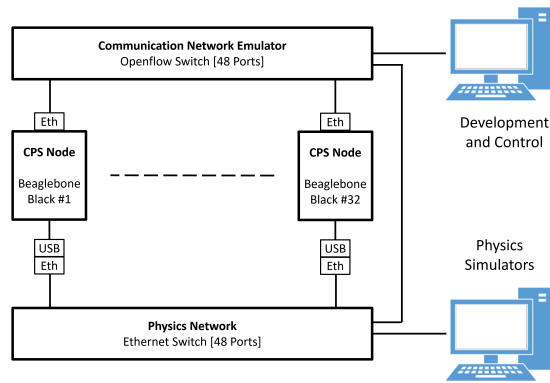 Communication Network Emulator
Openflow Switch [48 Ports]
Eth
Eth
CPS Node
Beaglebone
Black #1
CPS Node
Beaglebone
Black #32
USB
Eth
USB
Eth
Physics Network
Ethernet Switch [48 Ports]
Development
and Control
Physics
Simulators